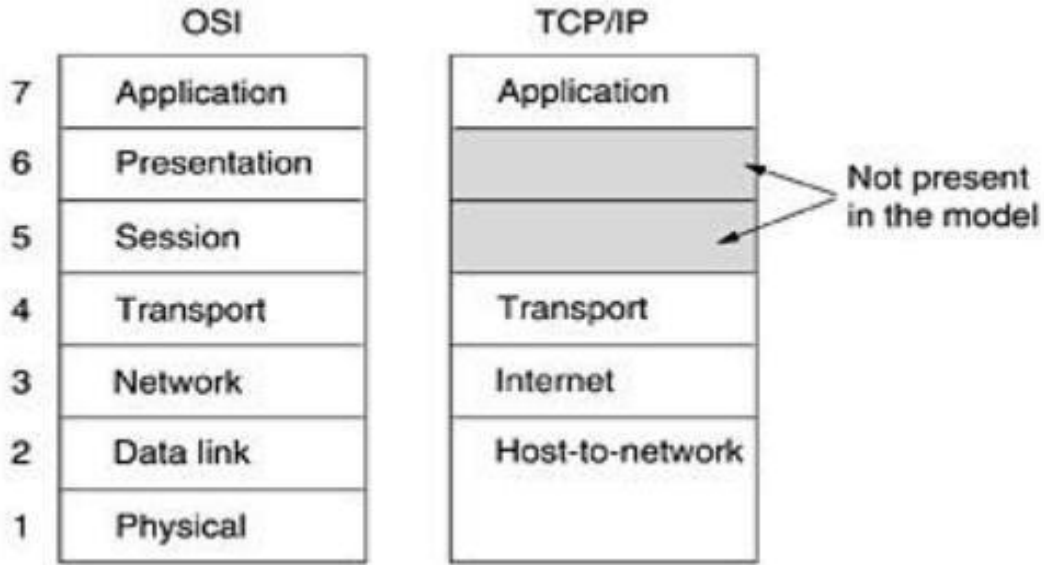 OSI TCP/IP
7 Application Application
6 Presentation
Not present
in the model
5 Session
4 Transport Transport
3 Network Internet
2 Data link Host-to-network
1 Physical